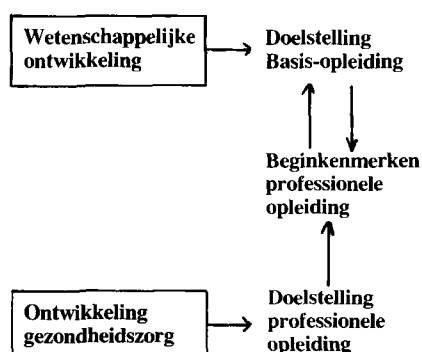 Wetenschappelijke
ontwikkeling
Doelstelling
Basis-opleiding
Beginkenmerken
professionele
opleiding
Ontwikkeling
gezondheidszorg
Doelstelling
professionele
opleiding